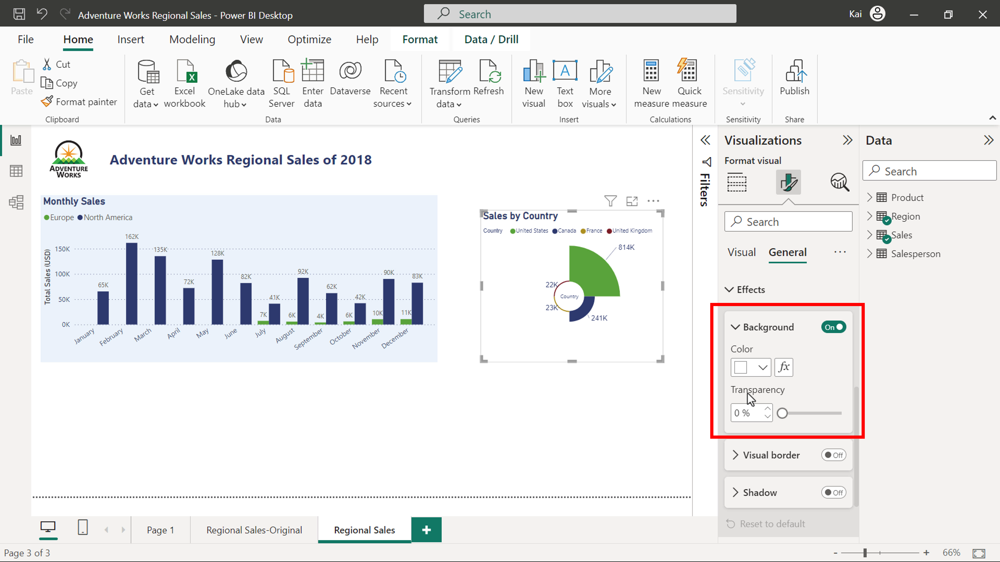 Adventure Works Regional Sales - Power BI Desktop
Search
Kai
File Home Insert Modeling View Optimize Help Format Data / Drill
Paste
Cut
Copy
Format painter
Clipboard
Get data
Excel workbook
OneLake data hub
SQL Server
Enter data
Dataverse
Recent sources
Data
Transform data
Refresh
Queries
New visual
Text box
More visuals
Insert
New measure
Quick measure
Calculations
Sensitivity
Sensitivity
Publish
Share
ADVENTURE
WORKS
Adventure Works Regional Sales of 2018
Monthly Sales
Europe North America
Total Sales (USD)
150K
100K
50K
0K
65K
162K
135K
72K
128K
82K
7K
41K
6K
92K
4K
62K
6K
42K
10K
90K
11K
83K
January
February
March
April
May
June
July
August
September
October
November
December
Sales by Country
Country United States Canada France United Kingdom
814K
22K
Country
23K
241K
Filters
Visualizations
Format visual
Search
Visual General
Effects
Background On
Color
fx
Transparency
0 %
Visual border Off
Shadow Off
Reset to default
Data
Search
Product
Region
Sales
Salesperson
Page 1
Regional Sales-Original
Regional Sales
+
Page 3 of 3
- + 66%